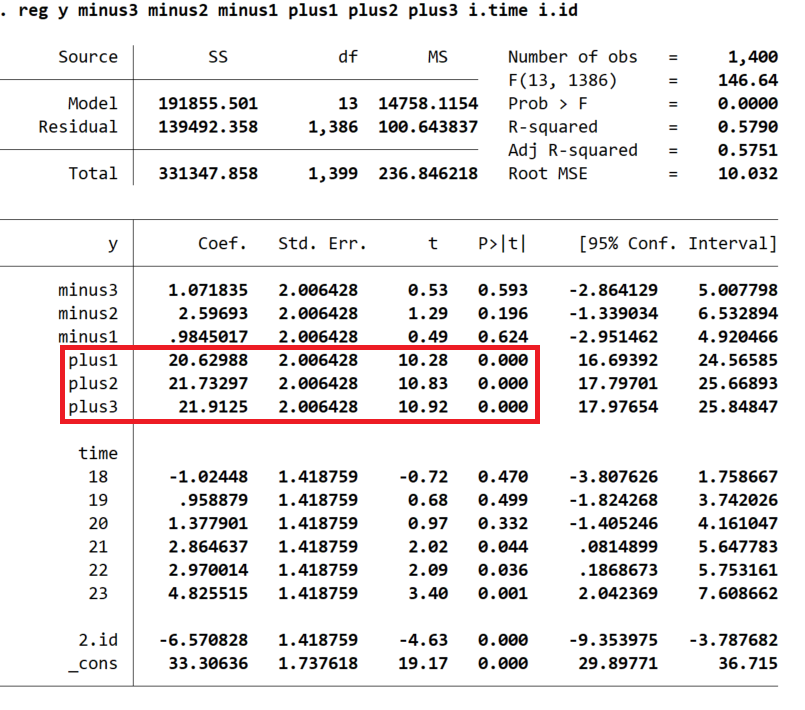 . reg y minus3 minus2 minus1 plus1 plus2 plus3 i.time i.id
Source SS df MS Number of obs = 1,400
F(13, 1386) = 146.64
Model 191855.501 13 14758.1154 Prob > F = 0.0000
Residual 139492.358 1,386 100.643837 R-squared = 0.5790
Adj R-squared = 0.5751
Total 331347.858 1,399 236.846218 Root MSE = 10.032
y Coef. Std. Err. t P>|t| [95% Conf. Interval]
minus3 1.071835 2.006428 0.53 0.593 -2.864129 5.007798
minus2 2.59693 2.006428 1.29 0.196 -1.339034 6.532894
minus1 .9845017 2.006428 0.49 0.624 -2.951462 4.920466
plus1 20.62988 2.006428 10.28 0.000 16.69392 24.56585
plus2 21.73297 2.006428 10.83 0.000 17.79701 25.66893
plus3 21.9125 2.006428 10.92 0.000 17.97654 25.84847
time
18 -1.02448 1.418759 -0.72 0.470 -3.807626 1.758667
19 .958879 1.418759 0.68 0.499 -1.824268 3.742026
20 1.377901 1.418759 0.97 0.332 -1.405246 4.161047
21 2.864637 1.418759 2.02 0.044 .0814899 5.647783
22 2.970014 1.418759 2.09 0.036 .1868673 5.753161
23 4.825515 1.418759 3.40 0.001 2.042369 7.608662
2.id -6.570828 1.418759 -4.63 0.000 -9.353975 -3.787682
_cons 33.30636 1.737618 19.17 0.000 29.89771 36.715